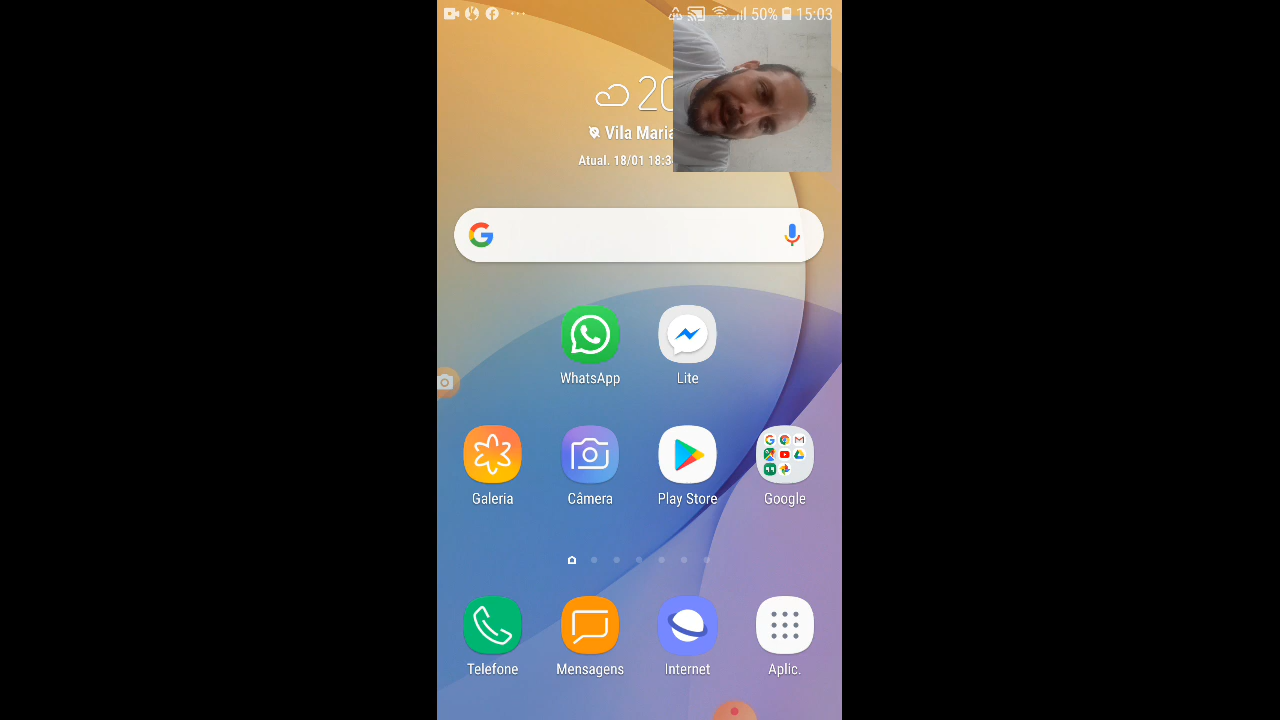 50% 15:03
20
Vila Maria
Atual. 18/01 18:3
WhatsApp
Lite
Galeria
Câmera
Play Store
Google
Telefone
Mensagens
Internet
Aplic.